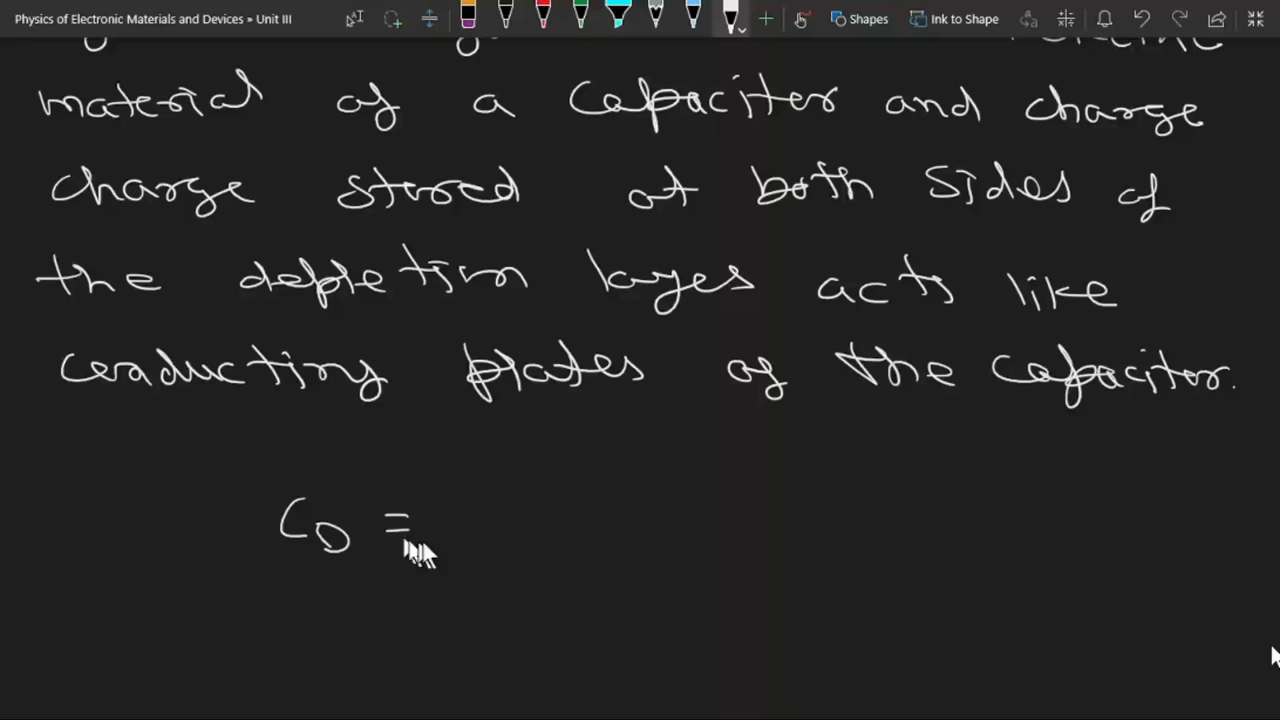 Physics of Electronic Materials and Devices » Unit III
Shapes
Ink to Shape
material of a capacitor and charge
charge stored at both sides of
the depletion layes acts like
conducting plates of the capacitor.
C_D =